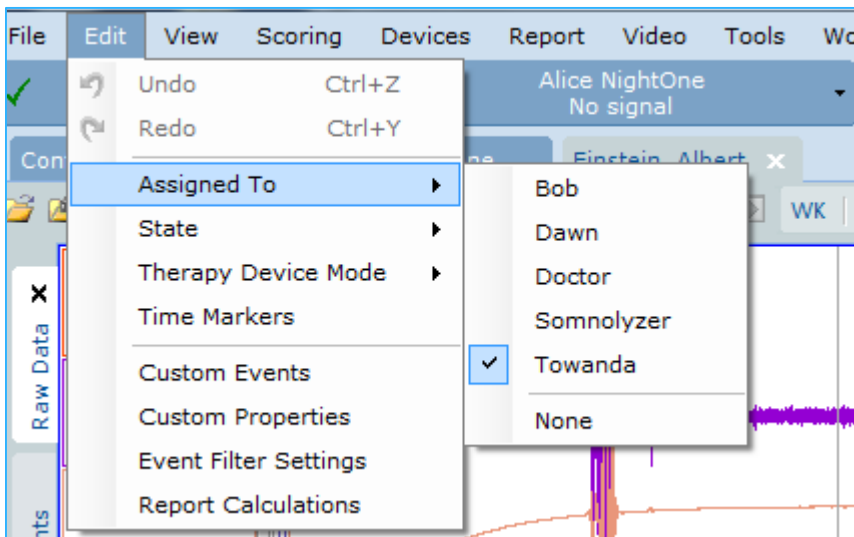 File Edit View Scoring Devices Report Video Tools
Alice NightOne
No signal
Einstein, Albert
WK
Undo Ctrl+Z
Redo Ctrl+Y
Assigned To
State
Therapy Device Mode
Time Markers
Custom Events
Custom Properties
Event Filter Settings
Report Calculations
Bob
Dawn
Doctor
Somnolyzer
Towanda
None
Raw Data